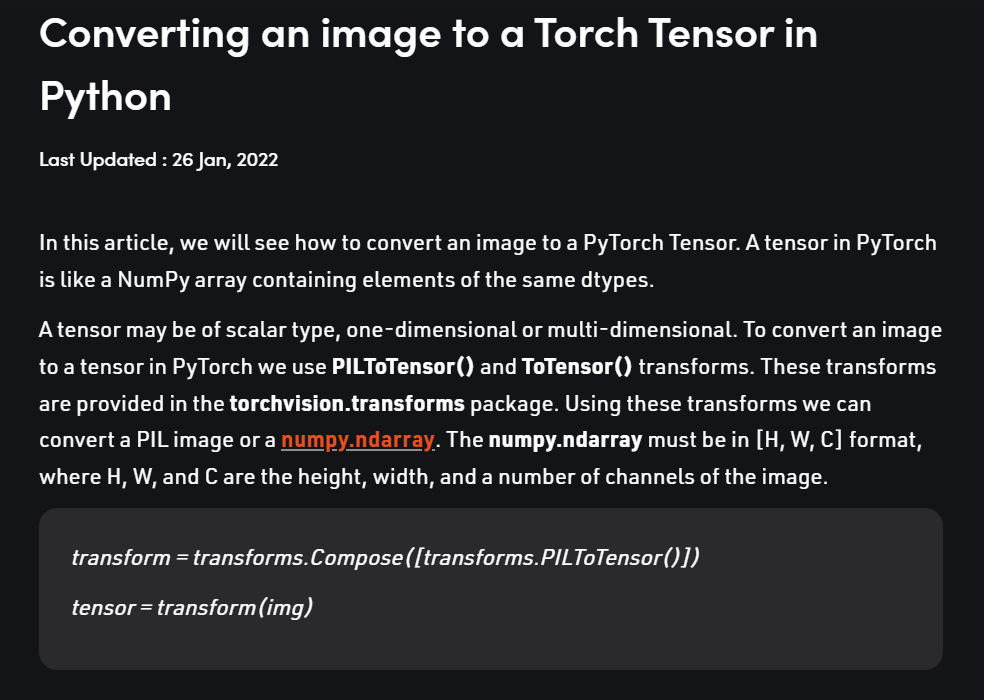 Converting an image to a Torch Tensor in
Python
Last Updated : 26 Jan, 2022
In this article, we will see how to convert an image to a PyTorch Tensor. A tensor in PyTorch
is like a NumPy array containing elements of the same dtypes.
A tensor may be of scalar type, one-dimensional or multi-dimensional. To convert an image
to a tensor in PyTorch we use PILToTensor() and ToTensor() transforms. These transforms
are provided in the torchvision.transforms package. Using these transforms we can
convert a PIL image or a numpy.ndarray. The numpy.ndarray must be in [H, W, C] format,
where H, W, and C are the height, width, and a number of channels of the image.
transform = transforms.Compose([transforms.PILToTensor()])
tensor = transform(img)